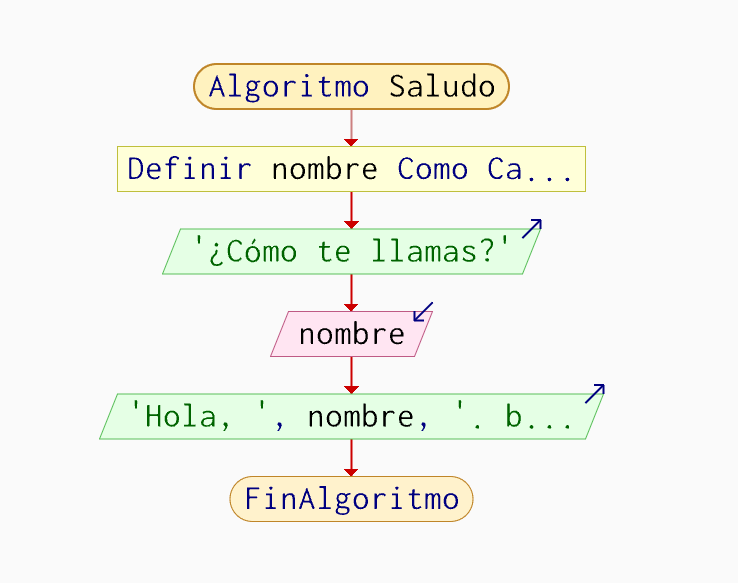 Algoritmo Saludo
Definir nombre Como Ca...
'¿Cómo te llamas?'
nombre
'Hola, ', nombre, '. b...
FinAlgoritmo